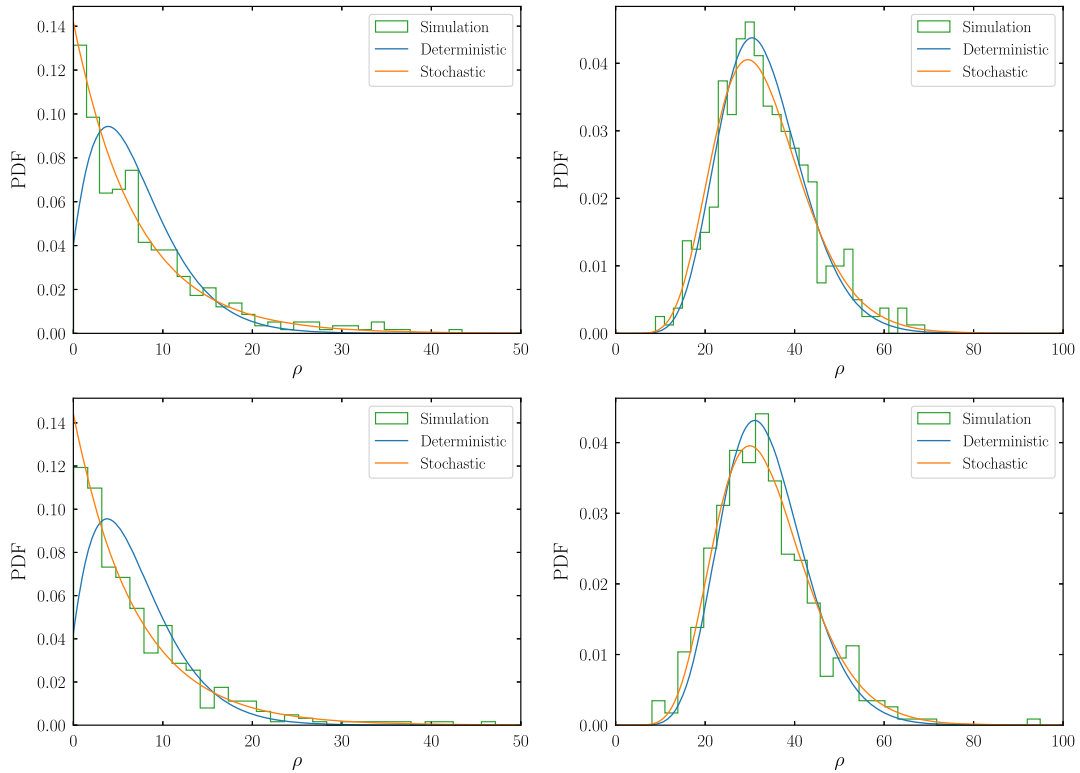 0.14
0.12
0.10
0.08
0.06
0.04
0.02
0.00
PDF
0 10 20 30 40 50
ρ
Simulation
Deterministic
Stochastic
0.04
0.03
0.02
0.01
0.00
PDF
0 20 40 60 80 100
ρ
Simulation
Deterministic
Stochastic
0.14
0.12
0.10
0.08
0.06
0.04
0.02
0.00
PDF
0 10 20 30 40 50
ρ
Simulation
Deterministic
Stochastic
0.04
0.03
0.02
0.01
0.00
PDF
0 20 40 60 80 100
ρ
Simulation
Deterministic
Stochastic